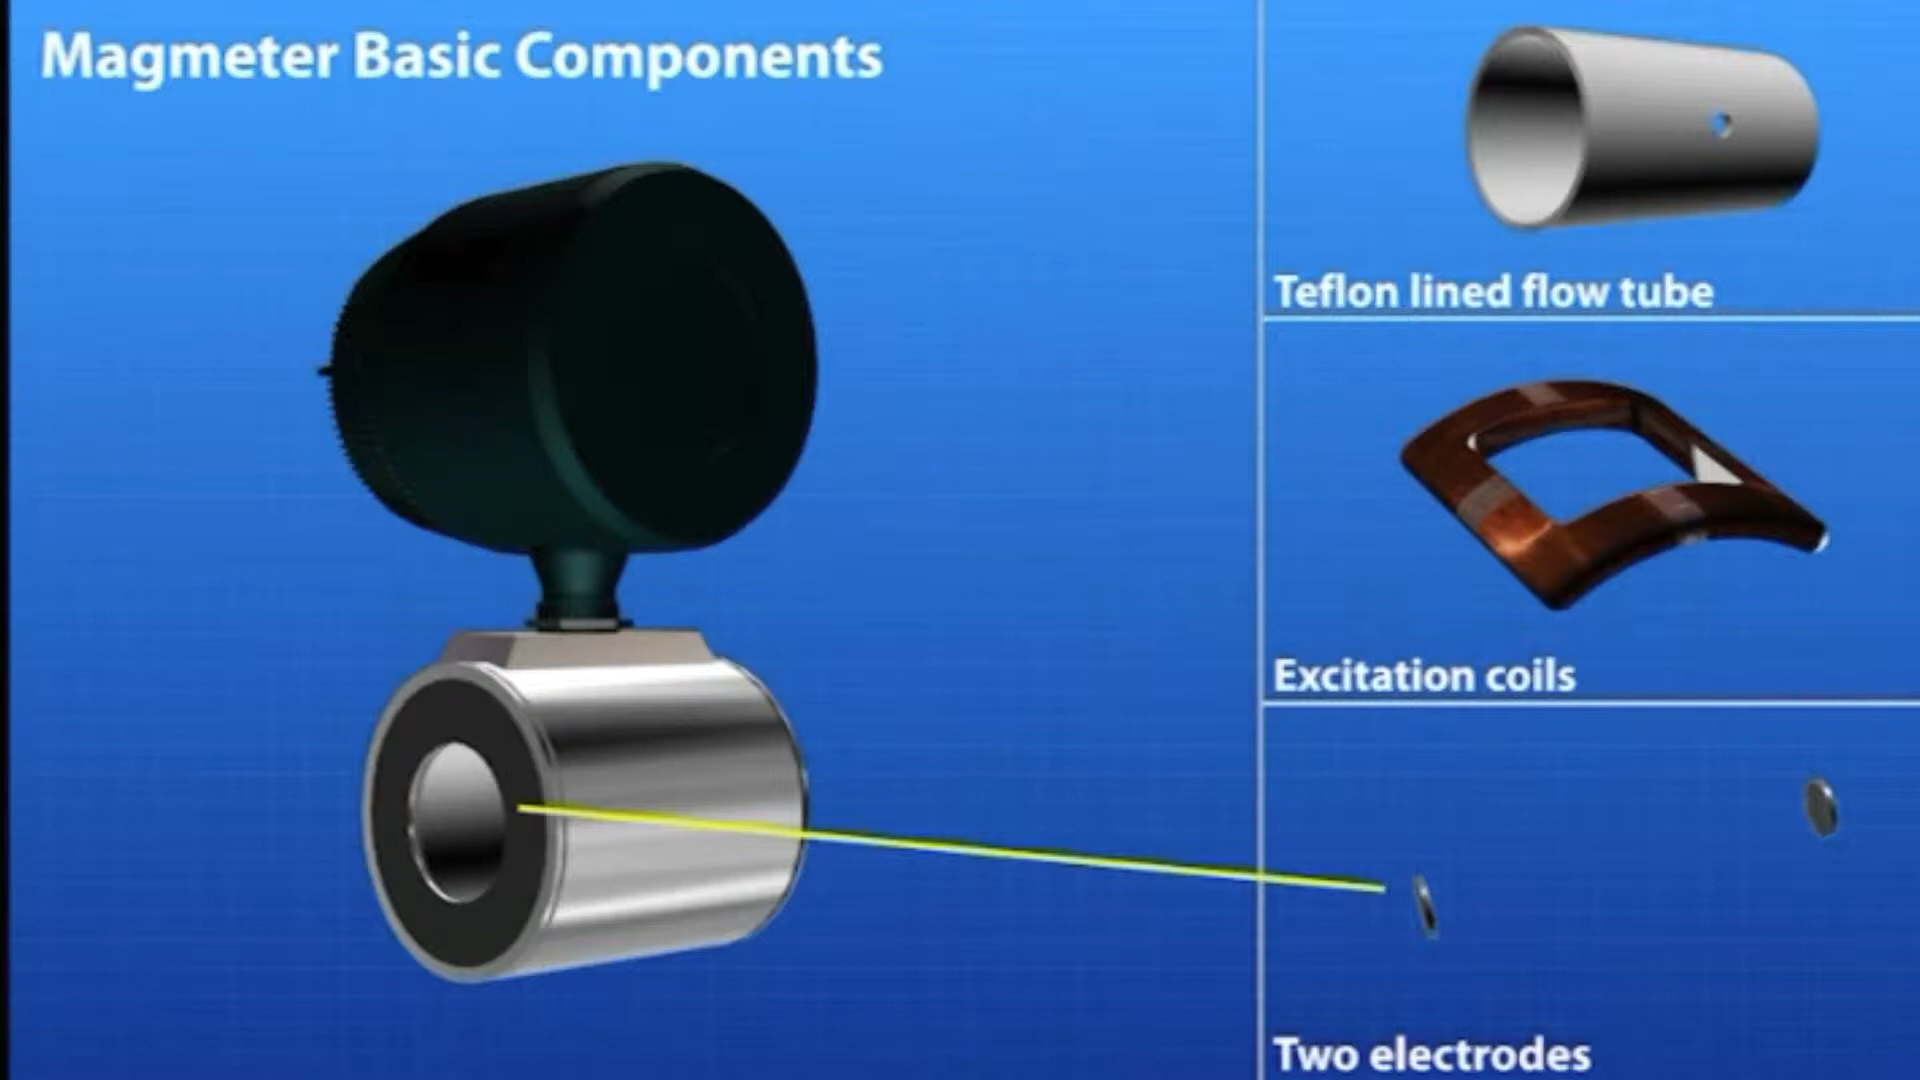 Magmeter Basic Components
Teflon lined flow tube
Excitation coils
Two electrodes